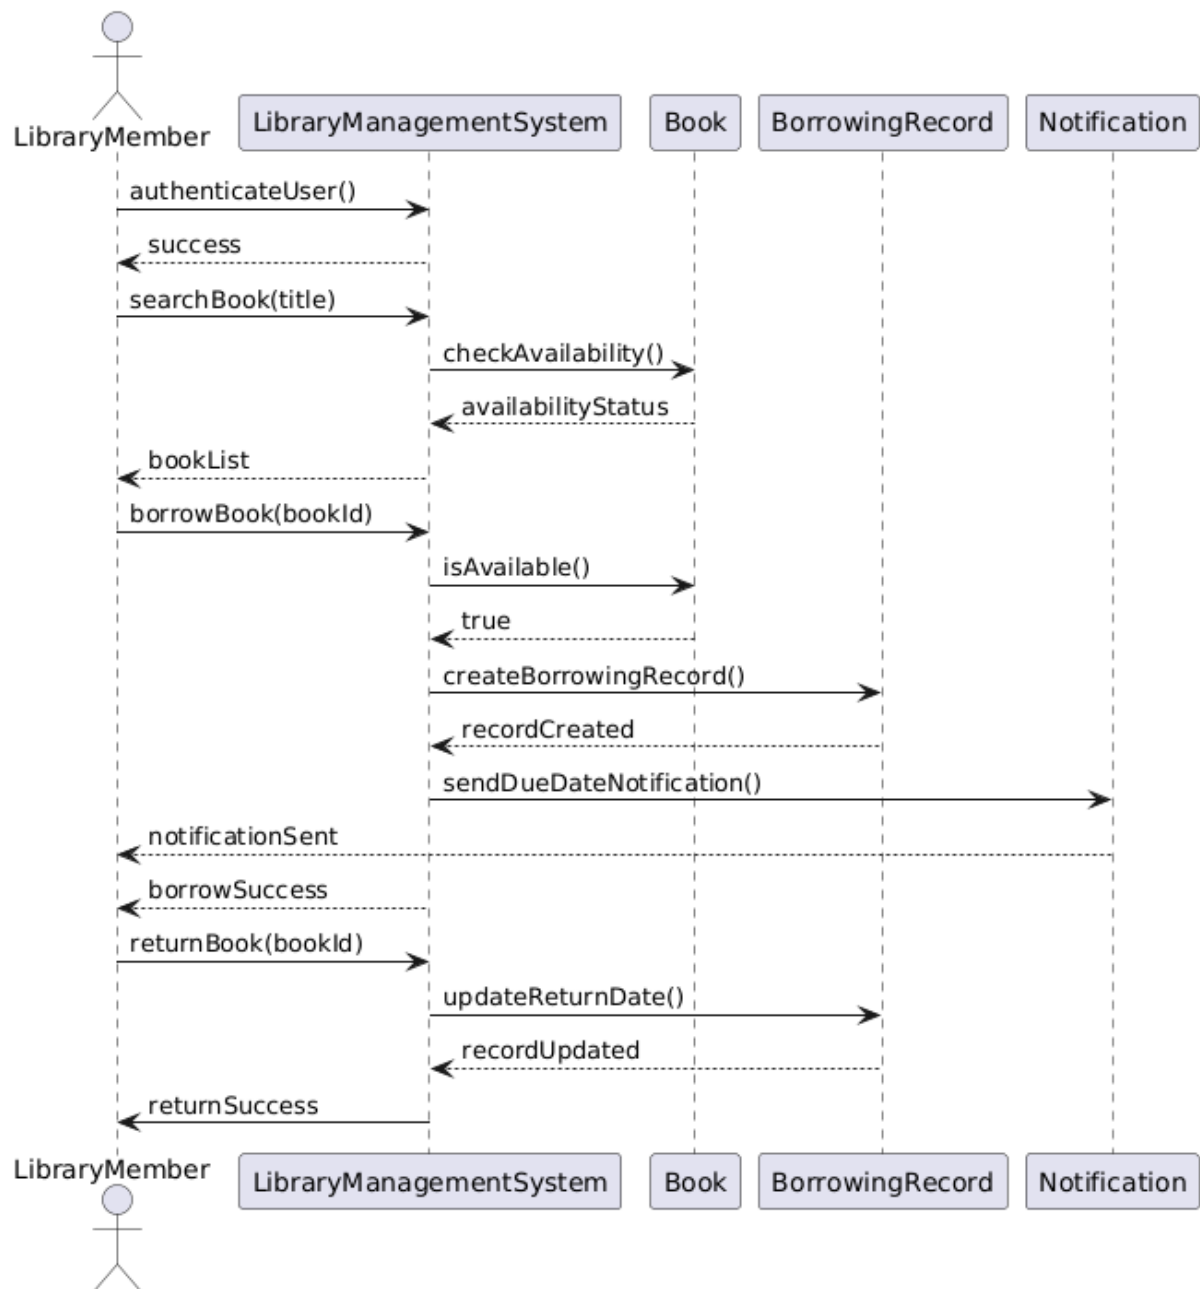 LibraryMember
LibraryManagementSystem
Book
BorrowingRecord
Notification
authenticateUser()
success
searchBook(title)
checkAvailability()
availabilityStatus
bookList
borrowBook(bookId)
isAvailable()
true
createBorrowingRecord()
recordCreated
sendDueDateNotification()
notificationSent
borrowSuccess
returnBook(bookId)
updateReturnDate()
recordUpdated
returnSuccess
LibraryMember
LibraryManagementSystem
Book
BorrowingRecord
Notification